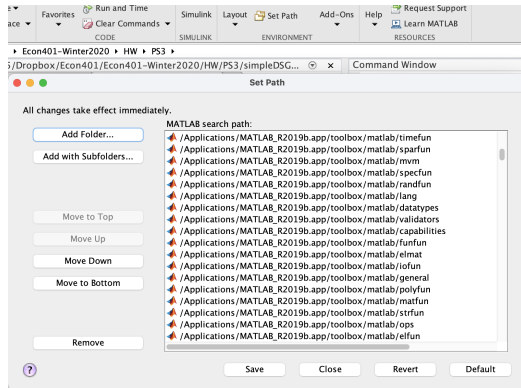 Run and Time
Request Support
Favorites
Simulink
Layout
Set Path
Add-Ons
Help
ace
Clear Commands
Learn MATLAB
CODE
SIMULINK
ENVIRONMENT
RESOURCES
Econ401-Winter2020 HW PS3
/Dropbox/Econ401/Econ401-Winter2020/HW/PS3/simpleDSG...
Command Window
Set Path
All changes take effect immediately.
MATLAB search path:
Add Folder...
Add with Subfolders...
Move to Top
Move Up
Move Down
Move to Bottom
Remove
/Applications/MATLAB_R2019b.app/toolbox/matlab/timefun
/Applications/MATLAB_R2019b.app/toolbox/matlab/sparfun
/Applications/MATLAB_R2019b.app/toolbox/matlab/mvm
/Applications/MATLAB_R2019b.app/toolbox/matlab/specfun
/Applications/MATLAB_R2019b.app/toolbox/matlab/randfun
/Applications/MATLAB_R2019b.app/toolbox/matlab/lang
/Applications/MATLAB_R2019b.app/toolbox/matlab/datatypes
/Applications/MATLAB_R2019b.app/toolbox/matlab/validators
/Applications/MATLAB_R2019b.app/toolbox/matlab/capabilities
/Applications/MATLAB_R2019b.app/toolbox/matlab/funfun
/Applications/MATLAB_R2019b.app/toolbox/matlab/elmat
/Applications/MATLAB_R2019b.app/toolbox/matlab/iofun
/Applications/MATLAB_R2019b.app/toolbox/matlab/general
/Applications/MATLAB_R2019b.app/toolbox/matlab/polyfun
/Applications/MATLAB_R2019b.app/toolbox/matlab/matfun
/Applications/MATLAB_R2019b.app/toolbox/matlab/strfun
/Applications/MATLAB_R2019b.app/toolbox/matlab/ops
/Applications/MATLAB_R2019b.app/toolbox/matlab/elfun
?
Save
Close
Revert
Default